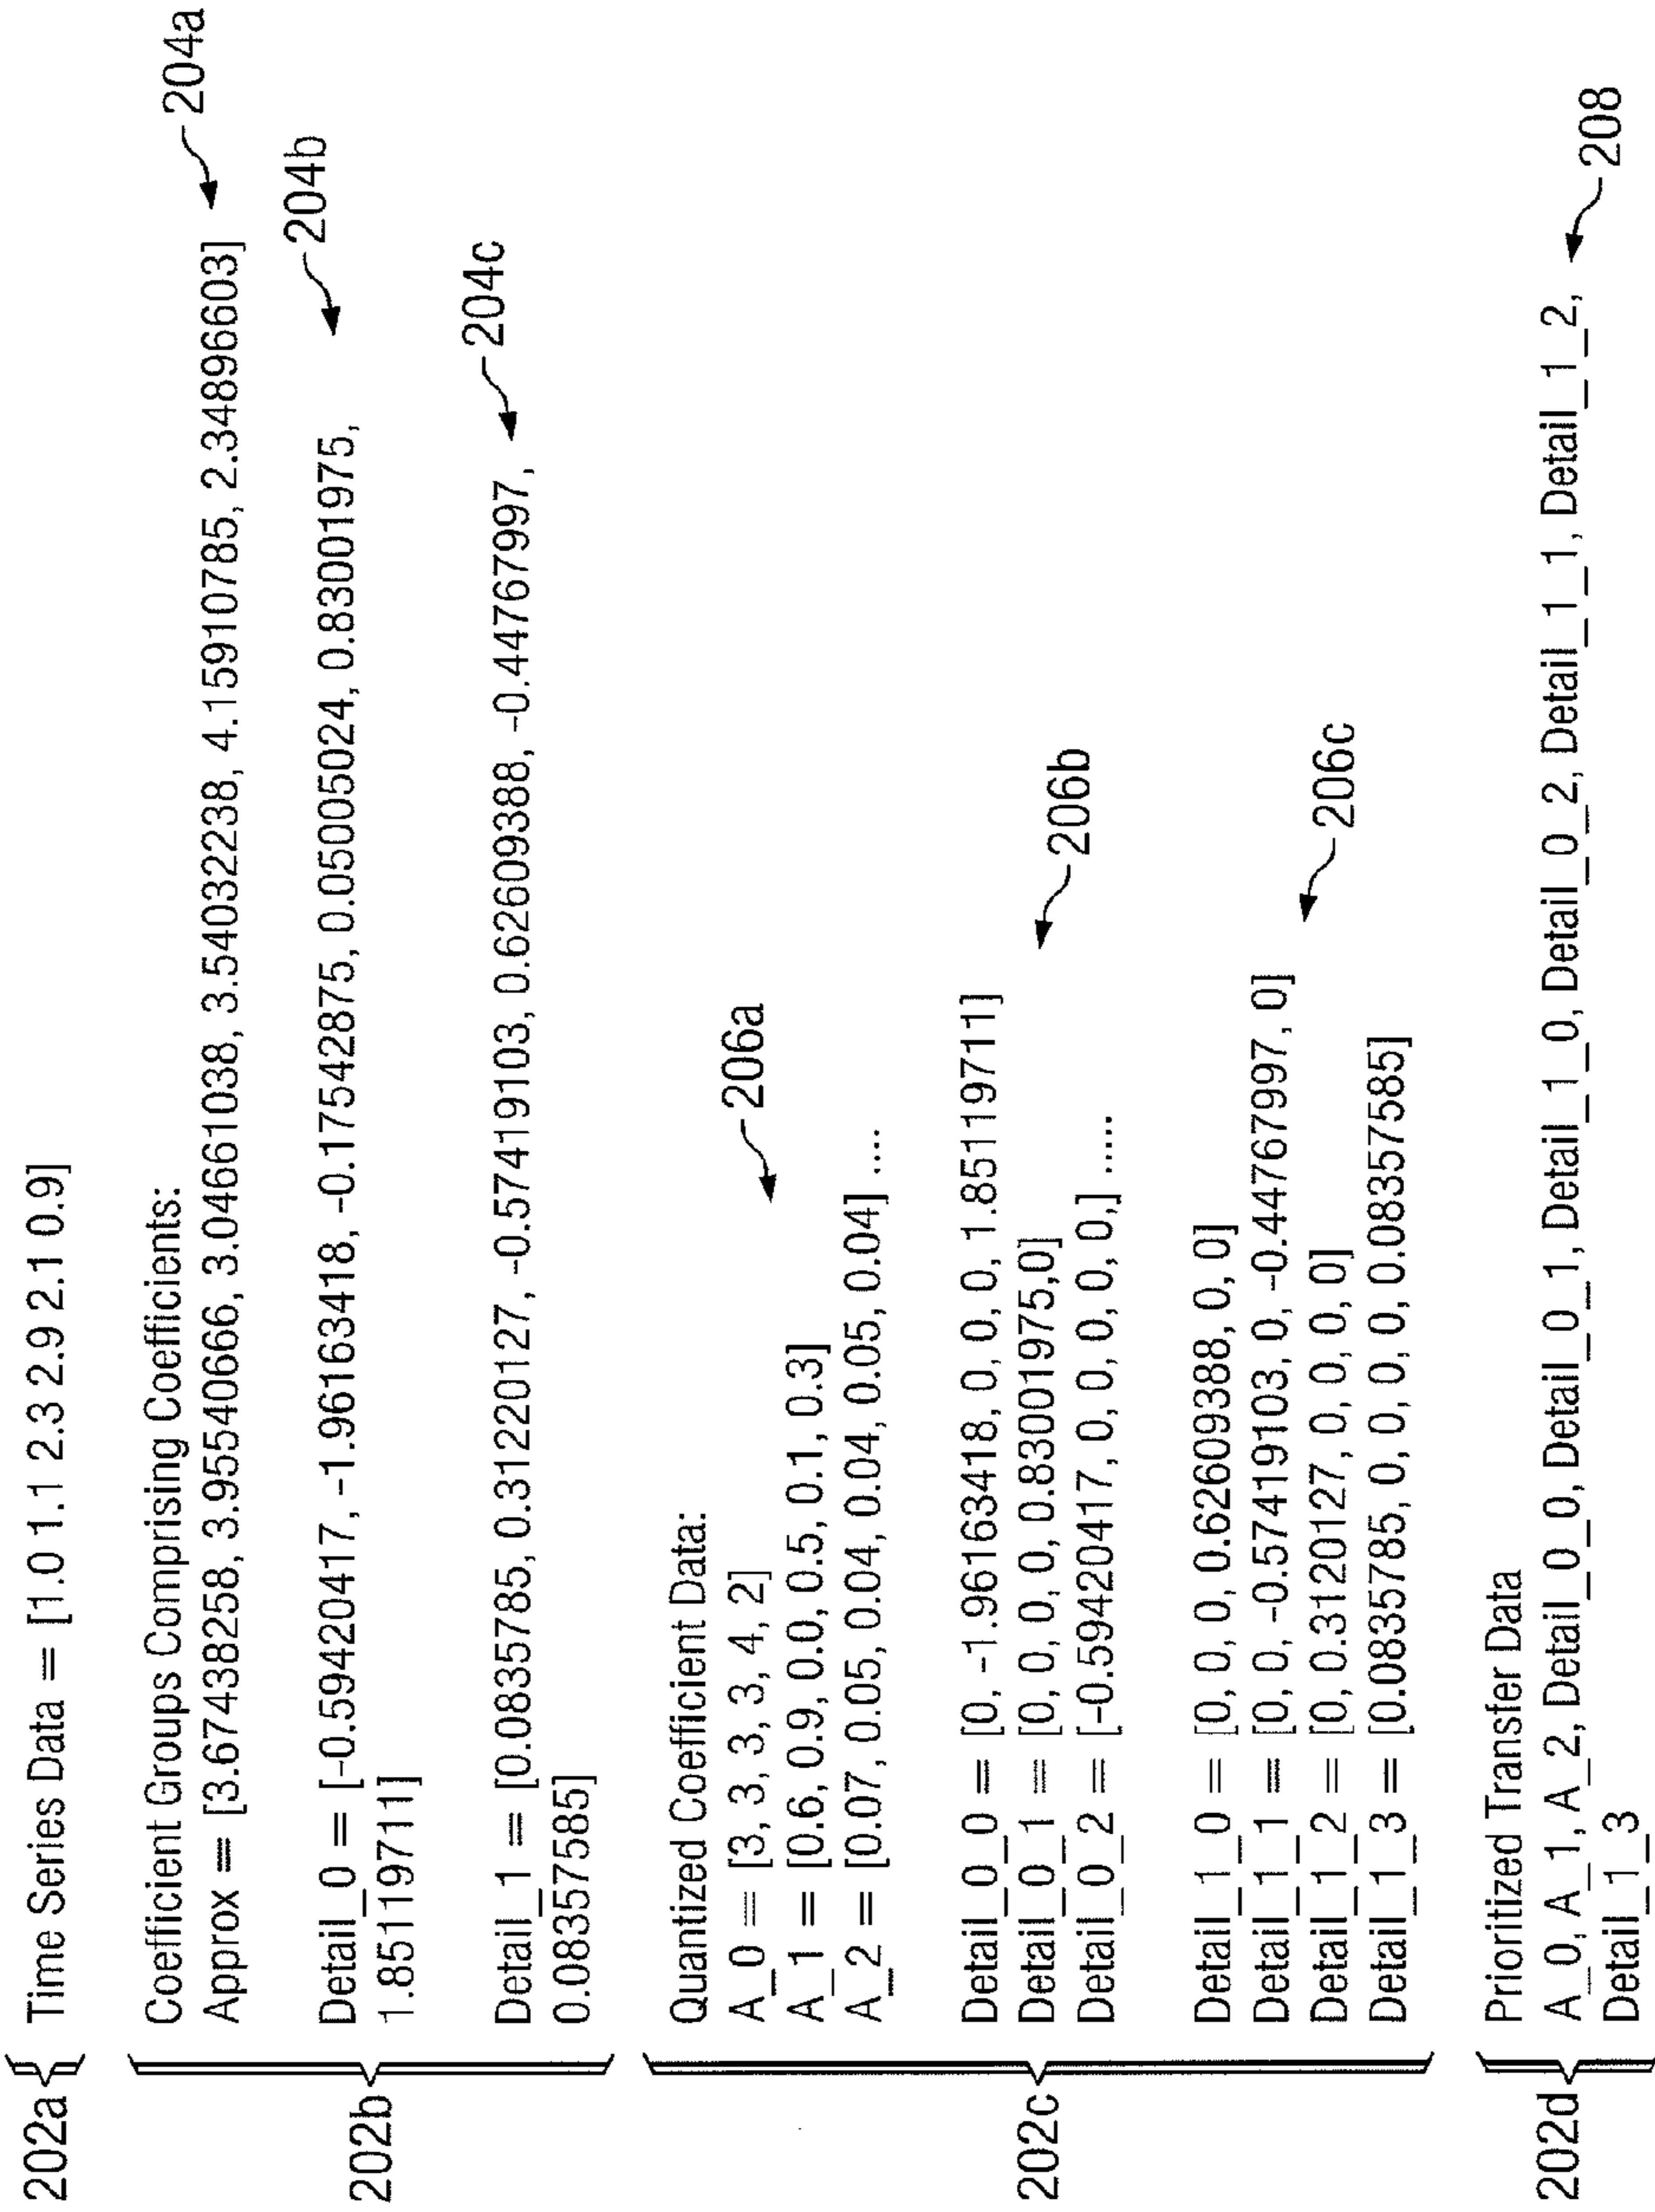 202a Time Series Data = [1.0 1.1 2.3 2.9 2.1 0.9]
202b
Coefficient Groups Comprising Coefficients:
Approx = [3.67438258, 3.95540666, 3.04661038, 3.54032238, 4.15910785, 2.34896603] 204a
Detail_0 = [-0.59420417, -1.96163418, -0.17542875, 0.05005024, 0.83001975, 204b
1.85119711]
Detail_1 = [0.0835785, 0.31220127, -0.57419103, 0.62609388, -0.44767997, 204c
0.08357585]
202c
Quantized Coefficient Data:
A_0 = [3, 3, 3, 3, 4, 2]
A_1 = [0.6, 0.9, 0.0, 0.5, 0.1, 0.3] 206a
A_2 = [0.07, 0.05, 0.04, 0.04, 0.05, 0.04] ....
Detail_0_0 = [0, -1.96163418, 0, 0, 0, 1.85119711]
Detail_0_1 = [0, 0, 0, 0, 0.83001975,0] 206b
Detail_0_2 = [-0.59420417, 0, 0, 0, 0, 0,] .....
Detail_1_0 = [0, 0, 0, 0.62609388, 0, 0]
Detail_1_1 = [0, 0, -0.57419103, 0, -0.44767997, 0] 206c
Detail_1_2 = [0, 0.3120127, 0, 0, 0, 0]
Detail_1_3 = [0.0835785, 0, 0, 0, 0, 0.08357585]
202d
Prioritized Transfer Data
A_0, A_1, A_2, Detail_0_0, Detail_0_1, Detail_1_0, Detail_0_2, Detail_1_1, Detail_1_2, 208
Detail_1_3